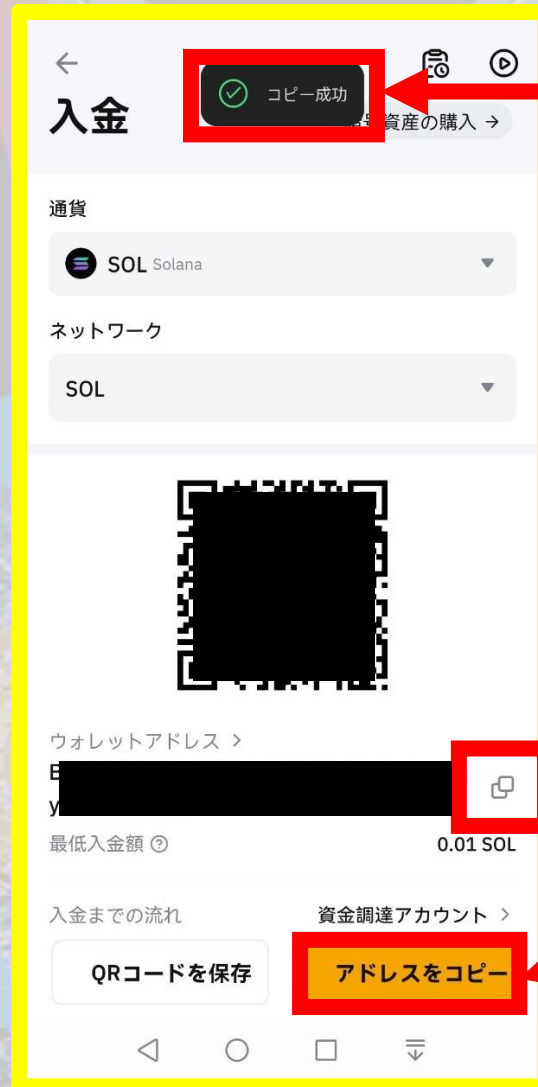 コピー成功
入金
資産の購入 →
通貨
SOL Solana
ネットワーク
SOL
ウォレットアドレス >
最低入金額 ?
0.01 SOL
入金までの流れ
資金調達アカウント >
QRコードを保存
アドレスをコピー